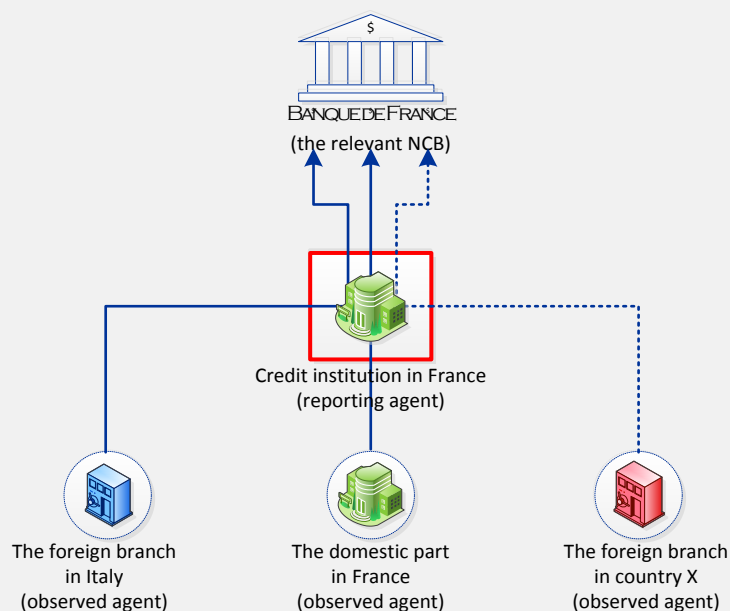 $
BANQUE DE FRANCE
(the relevant NCB)
Credit institution in France
(reporting agent)
The foreign branch
in Italy
(observed agent)
The domestic part
in France
(observed agent)
The foreign branch
in country X
(observed agent)